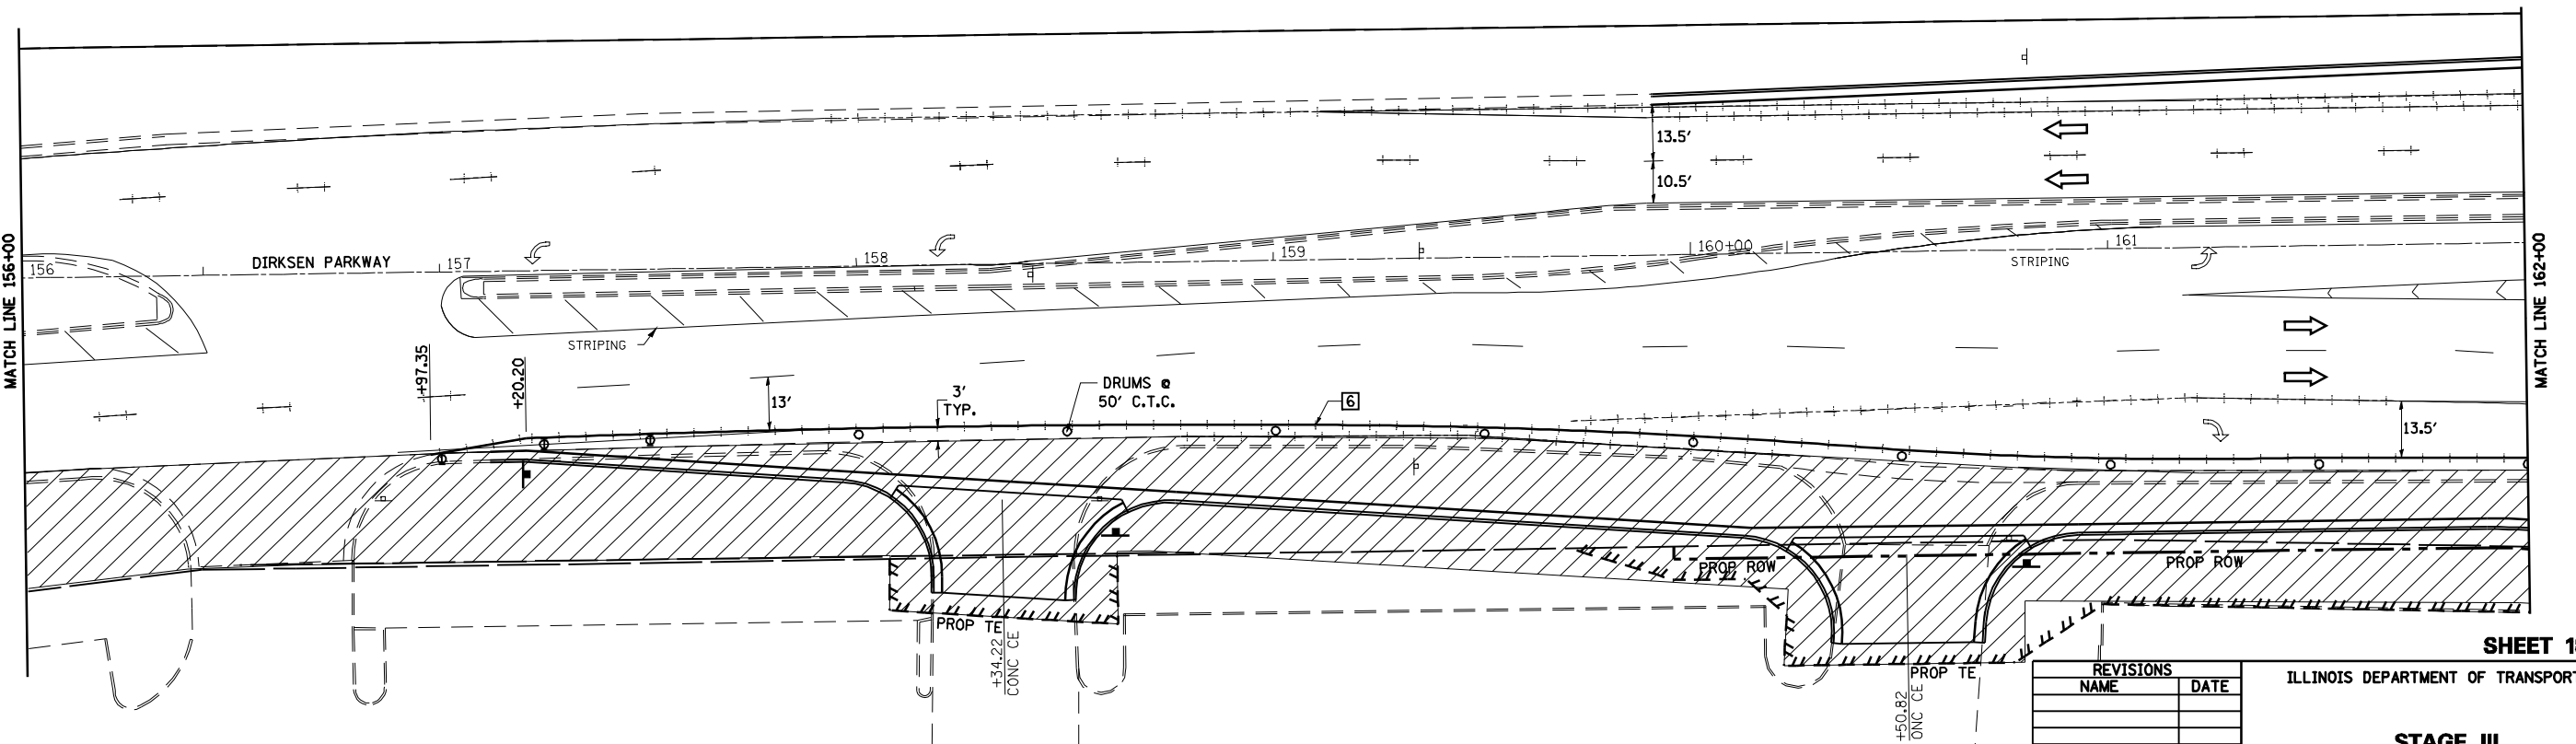 MATCH LINE 156+00
MATCH LINE 162+00
13.5'
10.5'
156
DIRKSEN PARKWAY
157
158
159
160+00
161
STRIPING
STRIPING
+97.35
+20.20
13'
3'
TYP.
DRUMS @
50' C.T.C.
6
13.5'
PROP ROW
PROP ROW
PROP TE
+34.22
CONC CE
PROP TE
+50.82
ONC CE
SHEET 1
REVISIONS
NAME DATE
ILLINOIS DEPARTMENT OF TRANSPORT
STAGE III